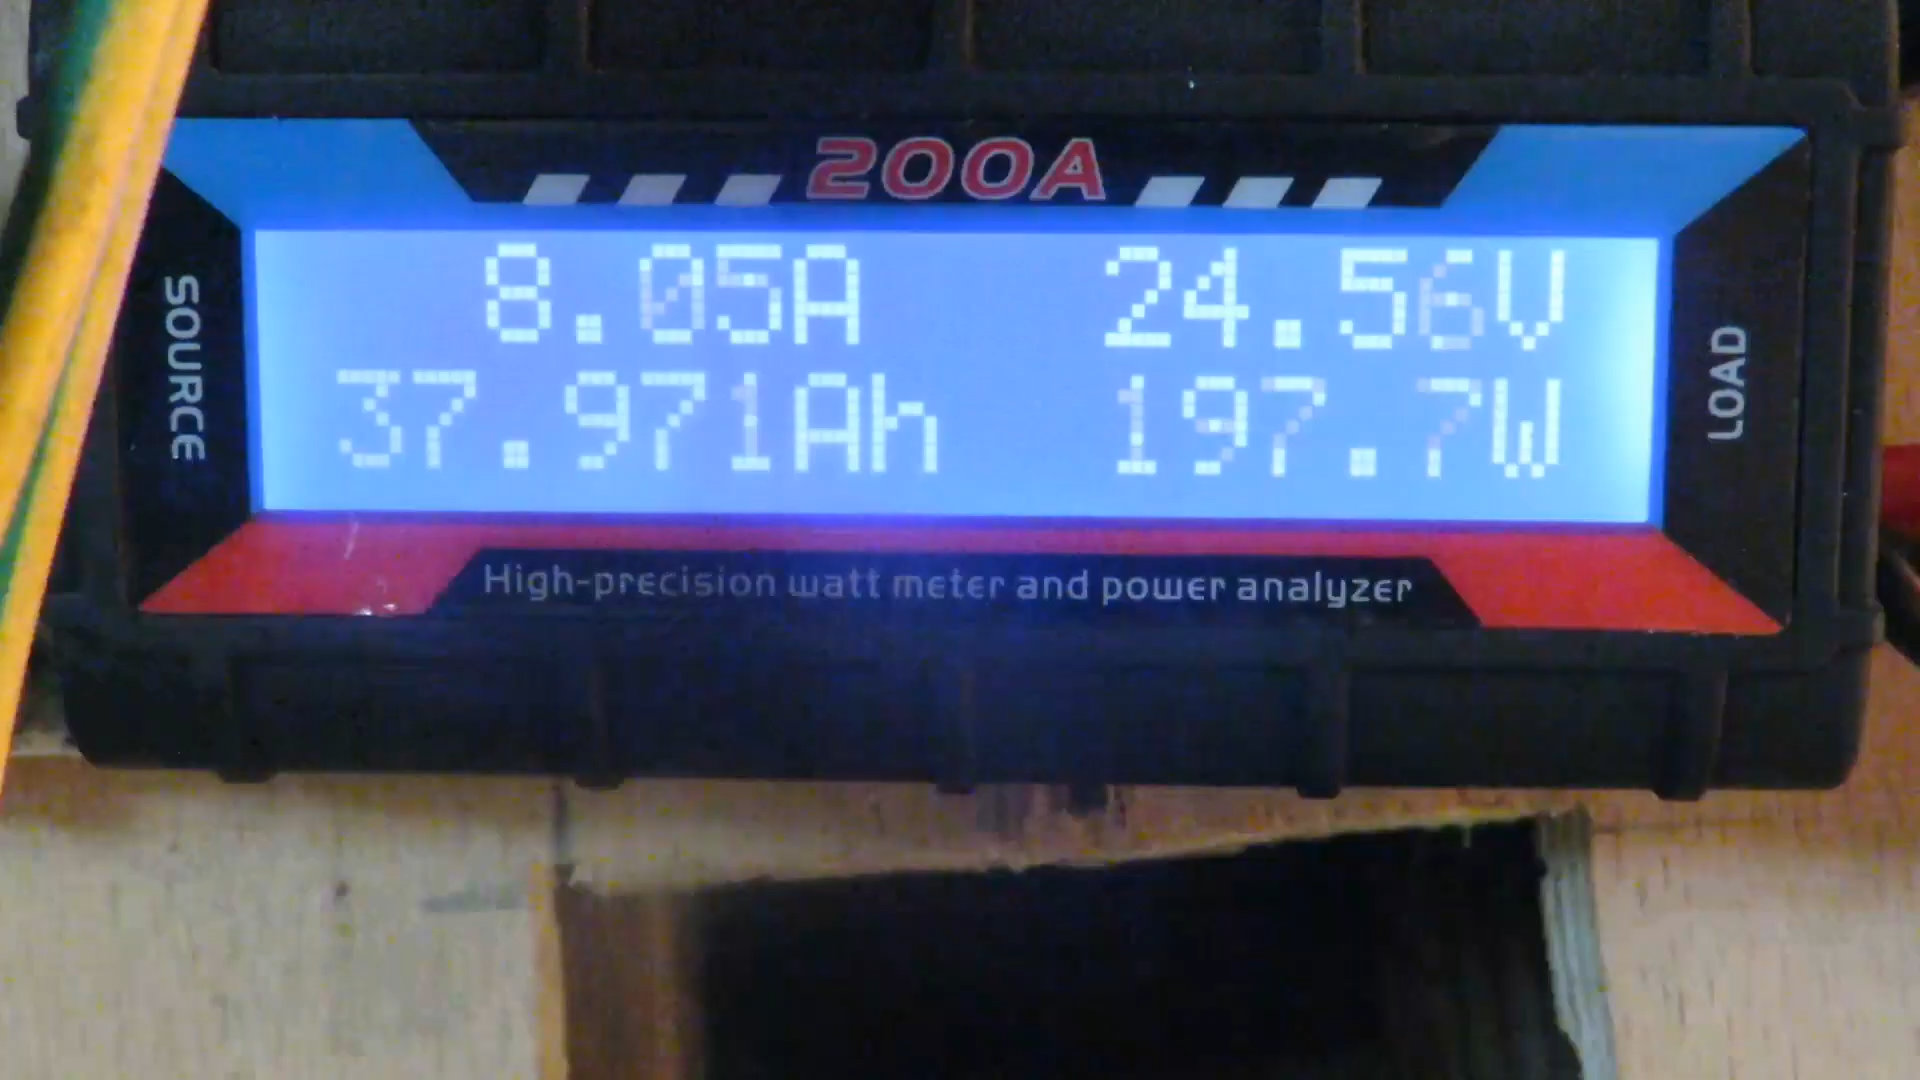 200A
8.05A 24.56V
37.971Ah 197.7W
SOURCE
LOAD
High-precision watt meter and power analyzer